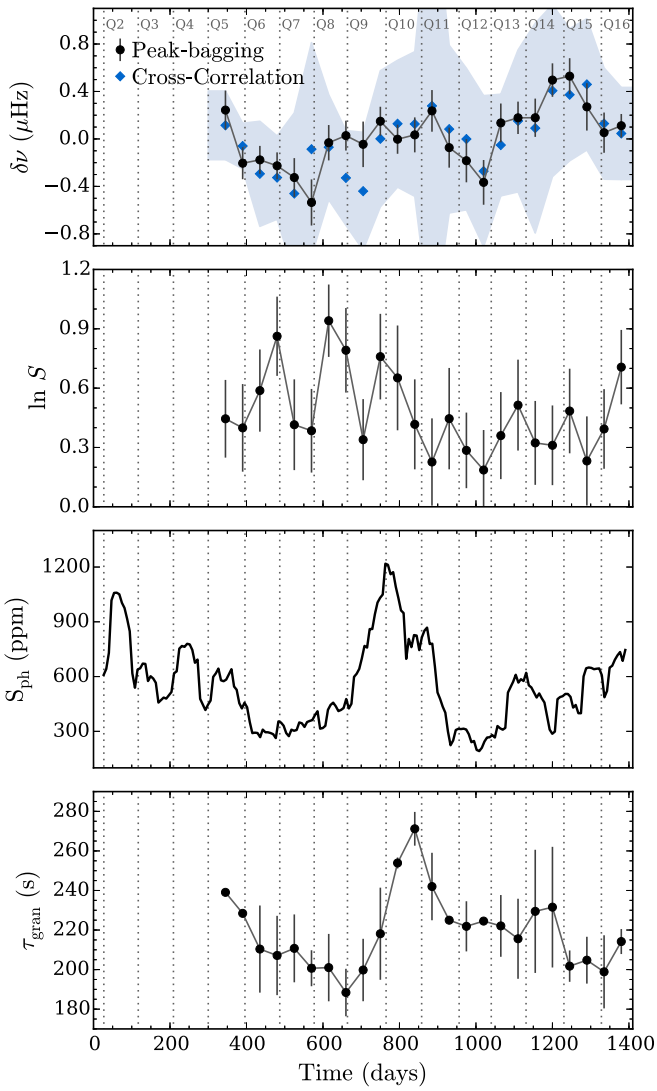 Q2 Q3 Q4 Q5 Q6 Q7 Q8 Q9 Q10 Q11 Q12 Q13 Q14 Q15 Q16
Peak-bagging
Cross-Correlation
δν (μHz)
0.8
0.4
0.0
−0.4
−0.8
ln S
1.2
0.9
0.6
0.3
0.0
S_ph (ppm)
1200
900
600
300
τ_gran (s)
280
260
240
220
200
180
0 200 400 600 800 1000 1200 1400
Time (days)